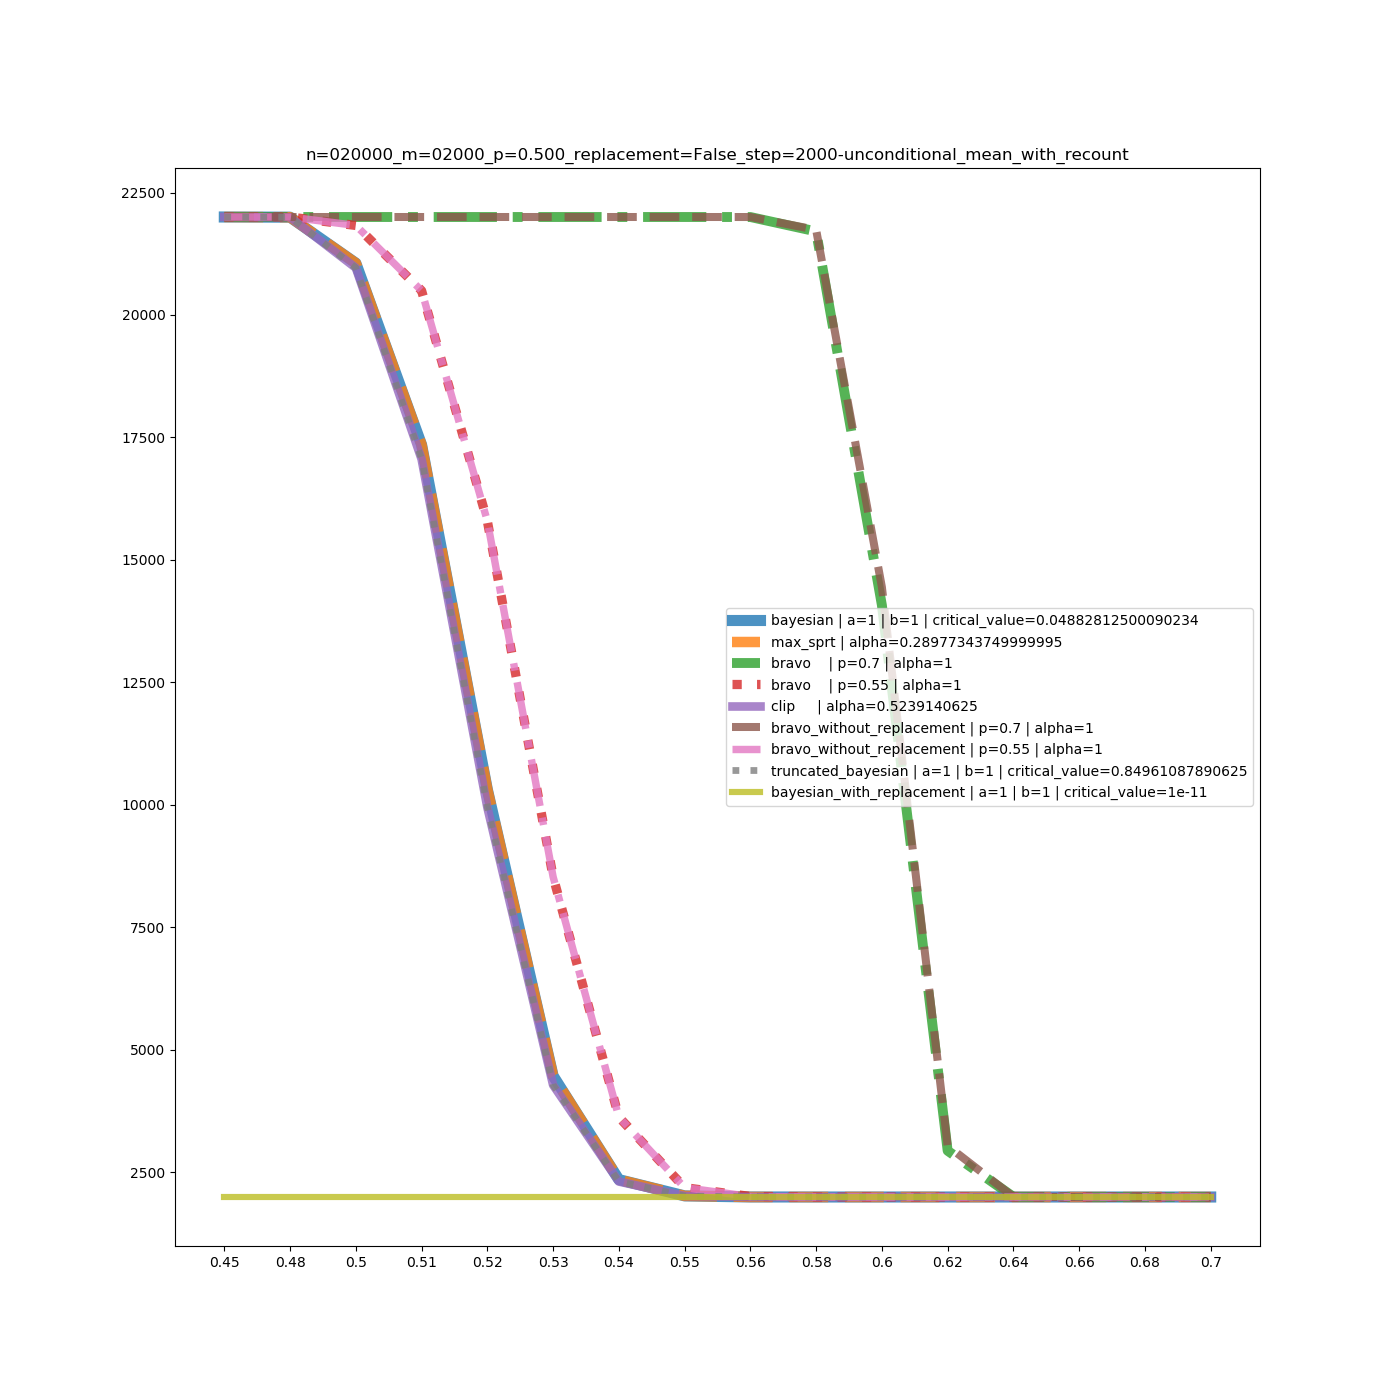 n=020000_m=02000_p=0.500_replacement=False_step=2000-unconditional_mean_with_recount
22500
20000
17500
15000
12500
10000
7500
5000
2500
bayesian | a=1 | b=1 | critical_value=0.04882812500090234
max_sprt | alpha=0.28977343749999995
bravo | p=0.7 | alpha=1
bravo | p=0.55 | alpha=1
clip | alpha=0.5239140625
bravo_without_replacement | p=0.7 | alpha=1
bravo_without_replacement | p=0.55 | alpha=1
truncated_bayesian | a=1 | b=1 | critical_value=0.84961087890625
bayesian_with_replacement | a=1 | b=1 | critical_value=1e-11
0.45 0.48 0.5 0.51 0.52 0.53 0.54 0.55 0.56 0.58 0.6 0.62 0.64 0.66 0.68 0.7